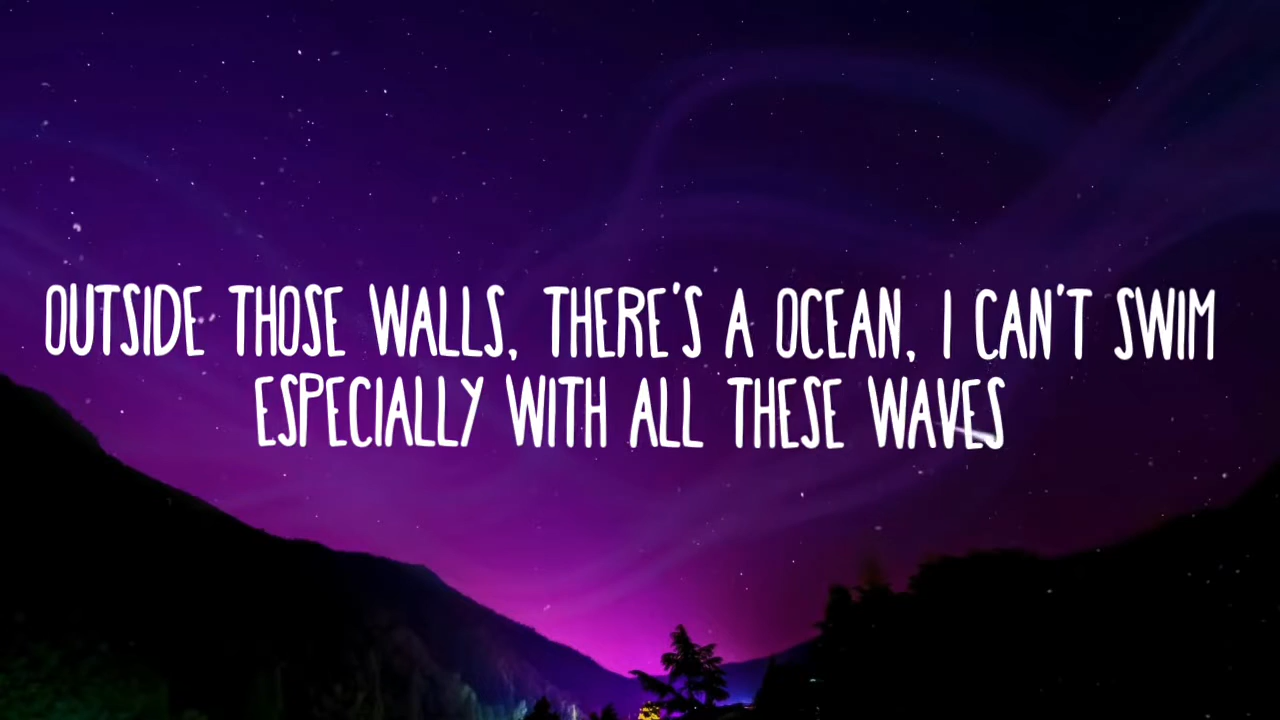 OUTSIDE THOSE WALLS, THERE'S A OCEAN, I CAN'T SWIM
ESPECIALLY WITH ALL THESE WAVES